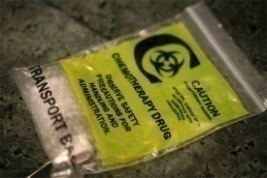 CAUTION
CHEMOTHERAPY DRUG
OBSERVE SAFETY
PRECAUTIONS FOR
HANDLING AND
ADMINISTRATION.
TRANSPORT